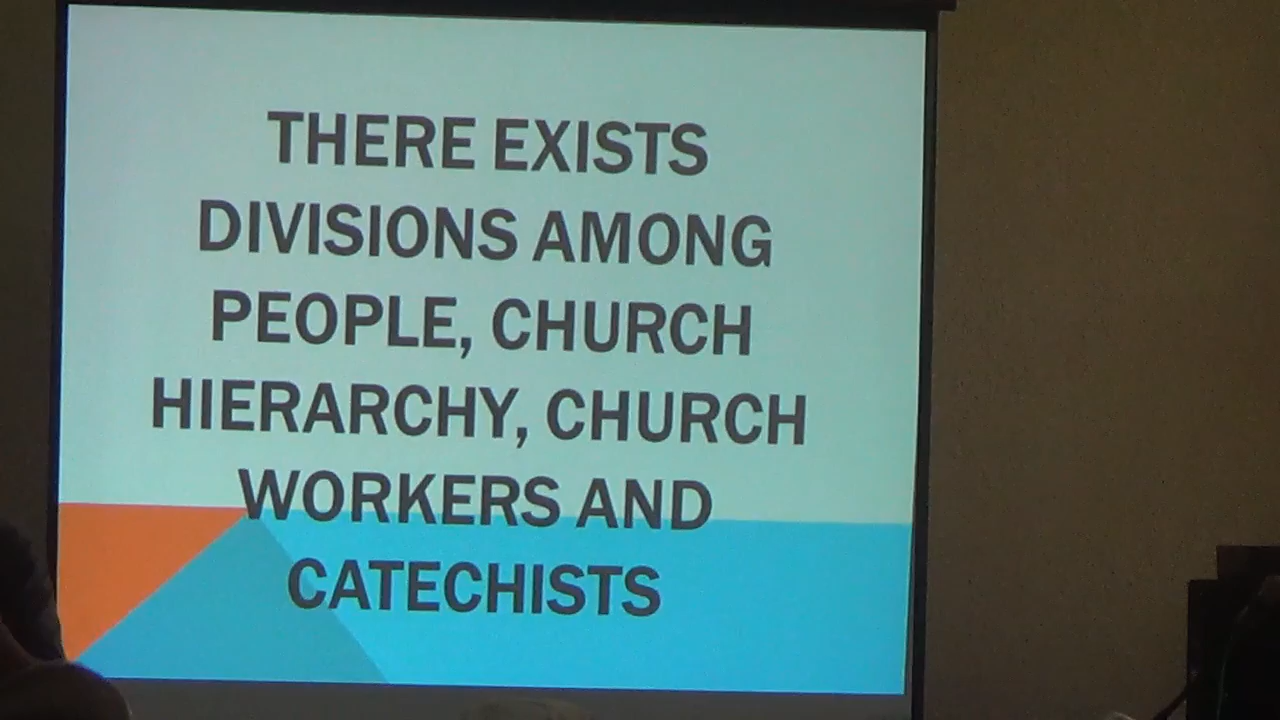 THERE EXISTS
DIVISIONS AMONG
PEOPLE, CHURCH
HIERARCHY, CHURCH
WORKERS AND
CATECHISTS